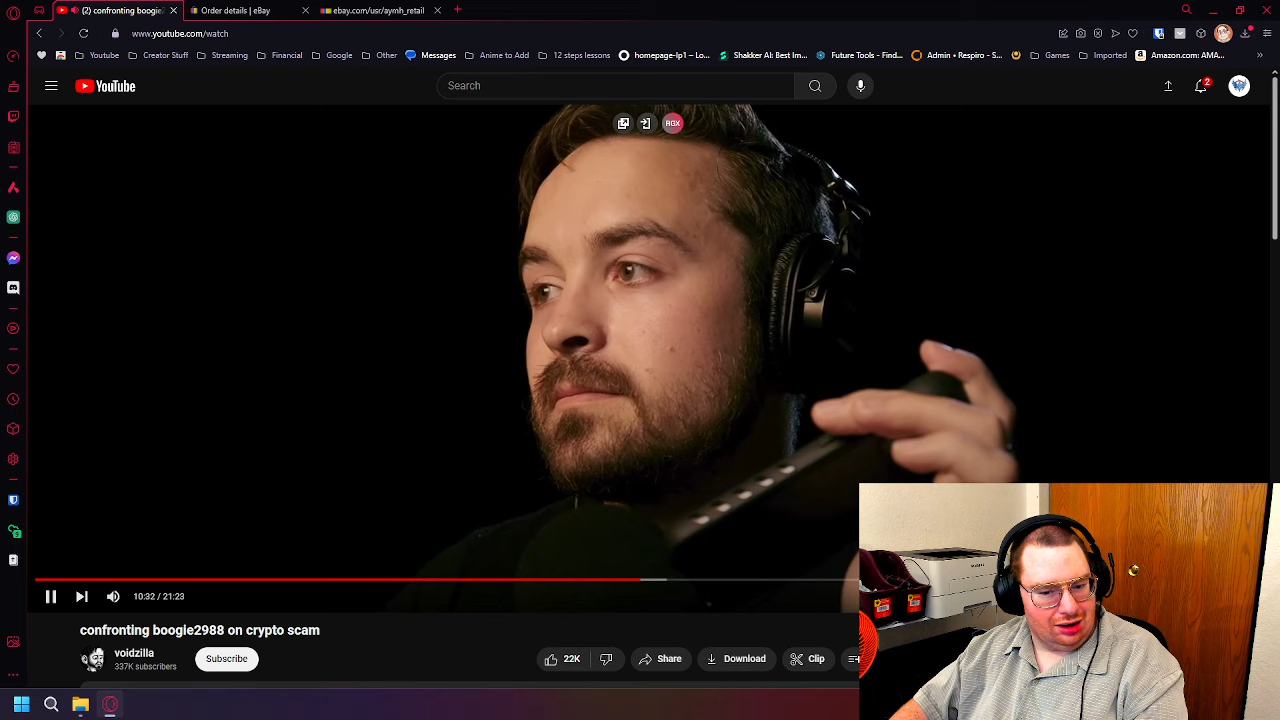 (2) confronting boogie
Order details | eBay
ebay.com/usr/aymh_retail
www.youtube.com/watch
Youtube
Creator Stuff
Streaming
Financial
Google
Other
Messages
Anime to Add
12 steps lessons
homepage-lp1 – Lo...
Shakker AI: Best Im...
Future Tools - Find...
Admin • Respiro - S...
Games
Imported
Amazon.com: AMA...
YouTube
Search
2
RGX
10:32 / 21:23
confronting boogie2988 on crypto scam
voidzilla
337K subscribers
Subscribe
22K
Share
Download
Clip